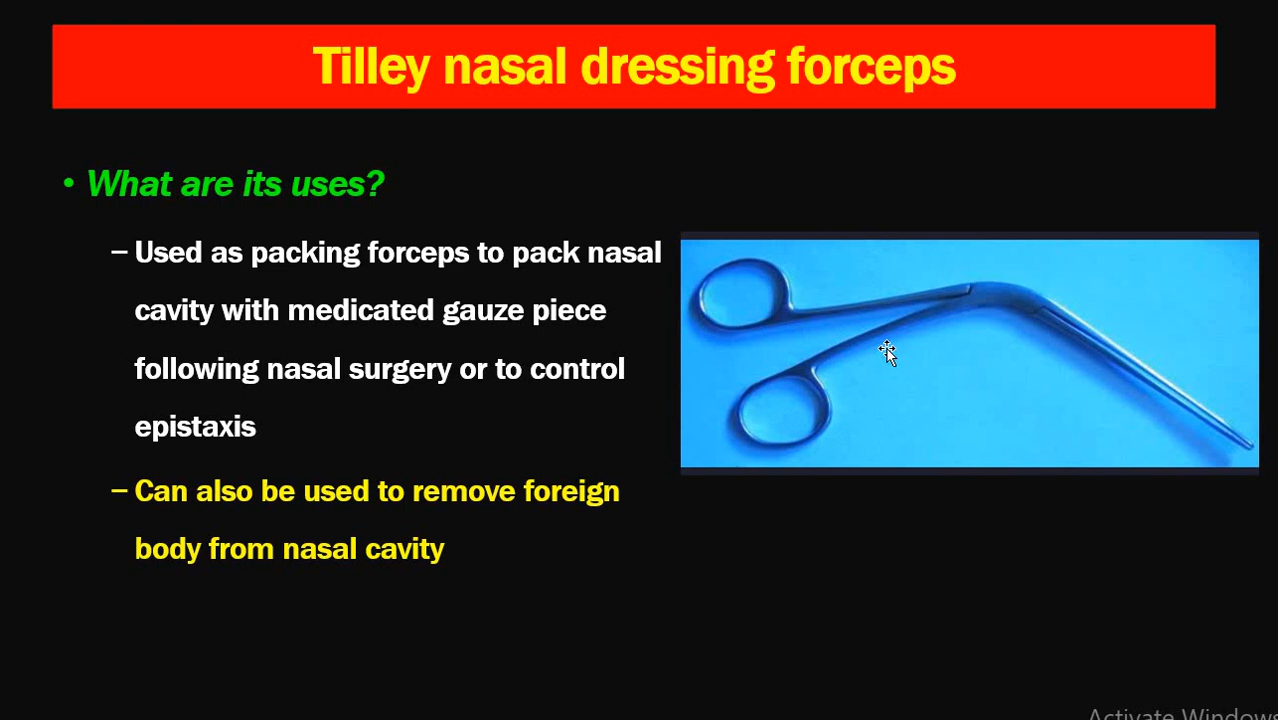 Tilley nasal dressing forceps
• What are its uses?
– Used as packing forceps to pack nasal
cavity with medicated gauze piece
following nasal surgery or to control
epistaxis
– Can also be used to remove foreign
body from nasal cavity
Activate Windows